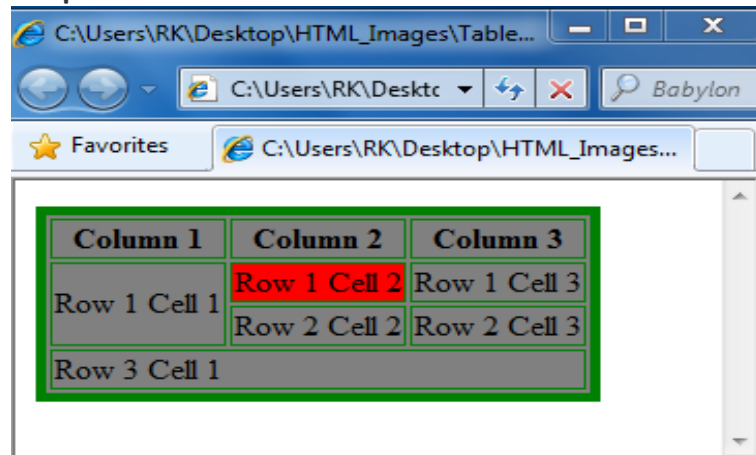 C:\Users\RK\Desktop\HTML_Images\Table...
C:\Users\RK\Desktc
Babylon
Favorites
C:\Users\RK\Desktop\HTML_Images...
Column 1 Column 2 Column 3
Row 1 Cell 1 Row 1 Cell 2 Row 1 Cell 3
Row 2 Cell 2 Row 2 Cell 3
Row 3 Cell 1